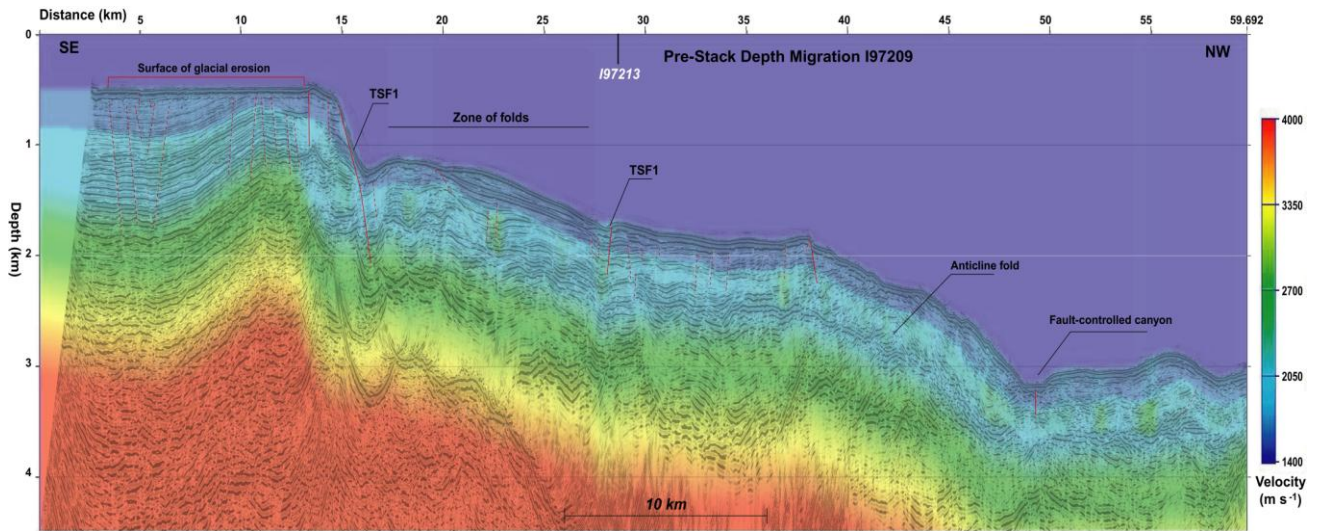 Distance (km) 5 10 15 20 25 30 35 40 45 50 55 59.692
0
SE
I97213
Pre-Stack Depth Migration I97209
NW
Surface of glacial erosion
TSF1
Zone of folds
4000
1
TSF1
Depth (km)
3350
2
Anticline fold
2700
Fault-controlled canyon
3
2050
1400
4
Velocity
(m s⁻¹)
10 km